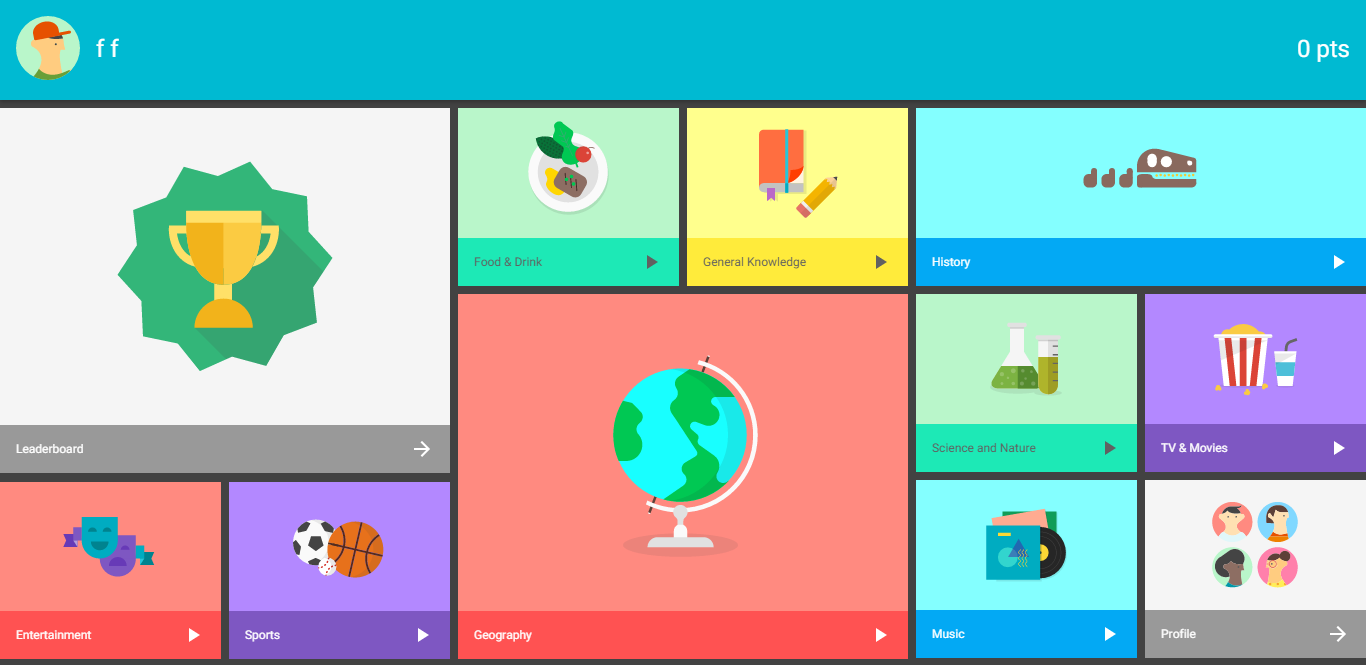 f f
0 pts
Food & Drink
General Knowledge
History
Leaderboard
Science and Nature
TV & Movies
Entertainment
Sports
Geography
Music
Profile